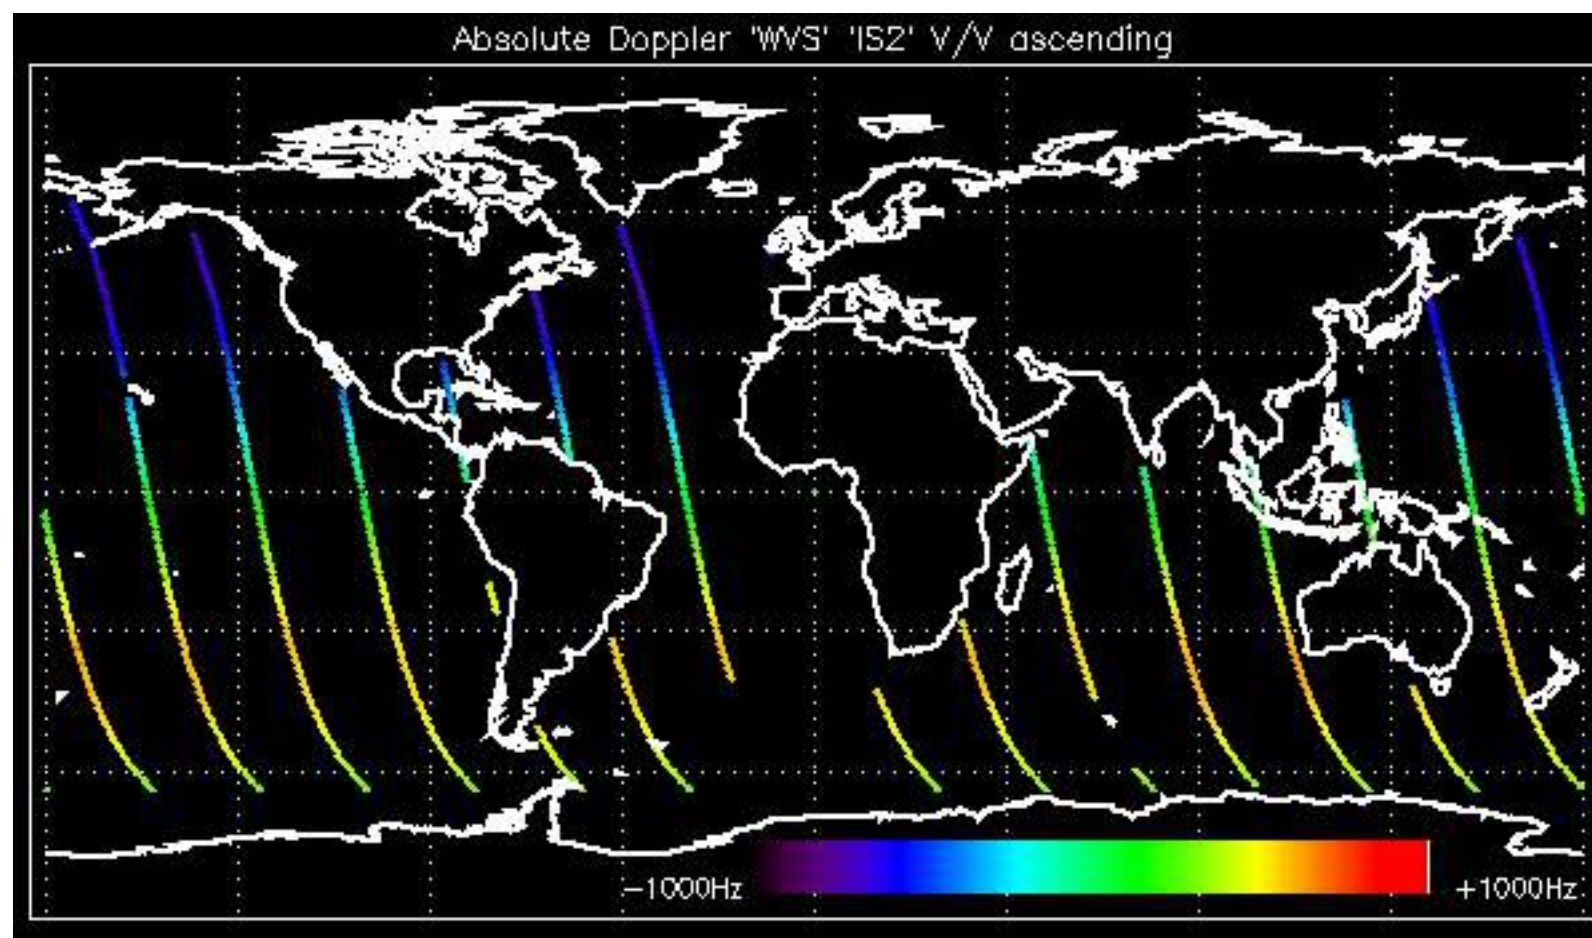 Absolute Doppler 'WVS' 'IS2' V/V ascending
-1000Hz
+1000Hz